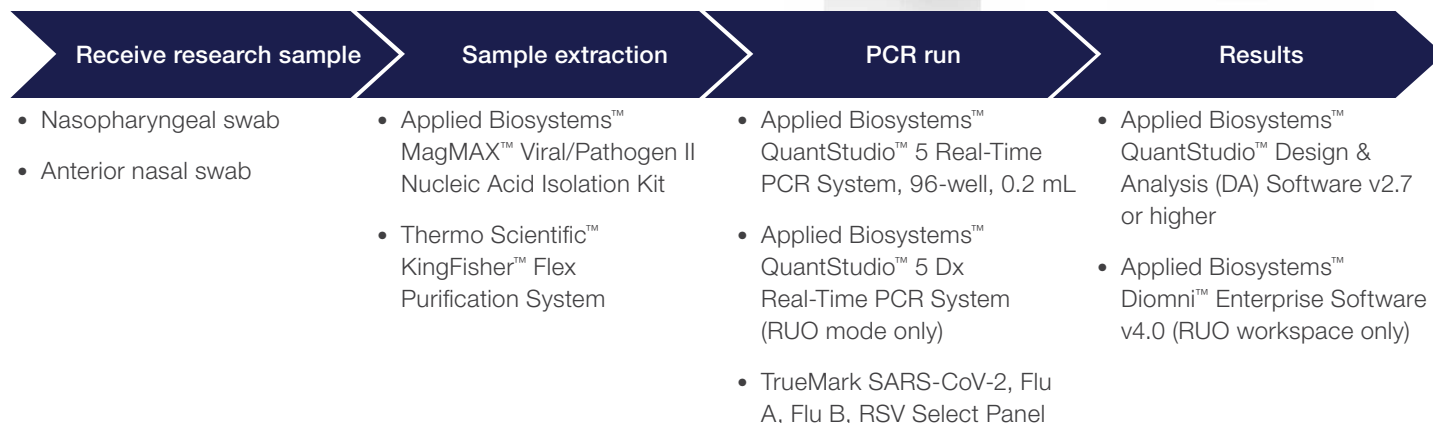 Receive research sample
Sample extraction
PCR run
Results
• Nasopharyngeal swab
• Anterior nasal swab
• Applied Biosystems™
MagMAX™ Viral/Pathogen II
Nucleic Acid Isolation Kit
• Thermo Scientific™
KingFisher™ Flex
Purification System
• Applied Biosystems™
QuantStudio™ 5 Real-Time
PCR System, 96-well, 0.2 mL
• Applied Biosystems™
QuantStudio™ 5 Dx
Real-Time PCR System
(RUO mode only)
• TrueMark SARS-CoV-2, Flu
A, Flu B, RSV Select Panel
• Applied Biosystems™
QuantStudio™ Design &
Analysis (DA) Software v2.7
or higher
• Applied Biosystems™
Diomni™ Enterprise Software
v4.0 (RUO workspace only)